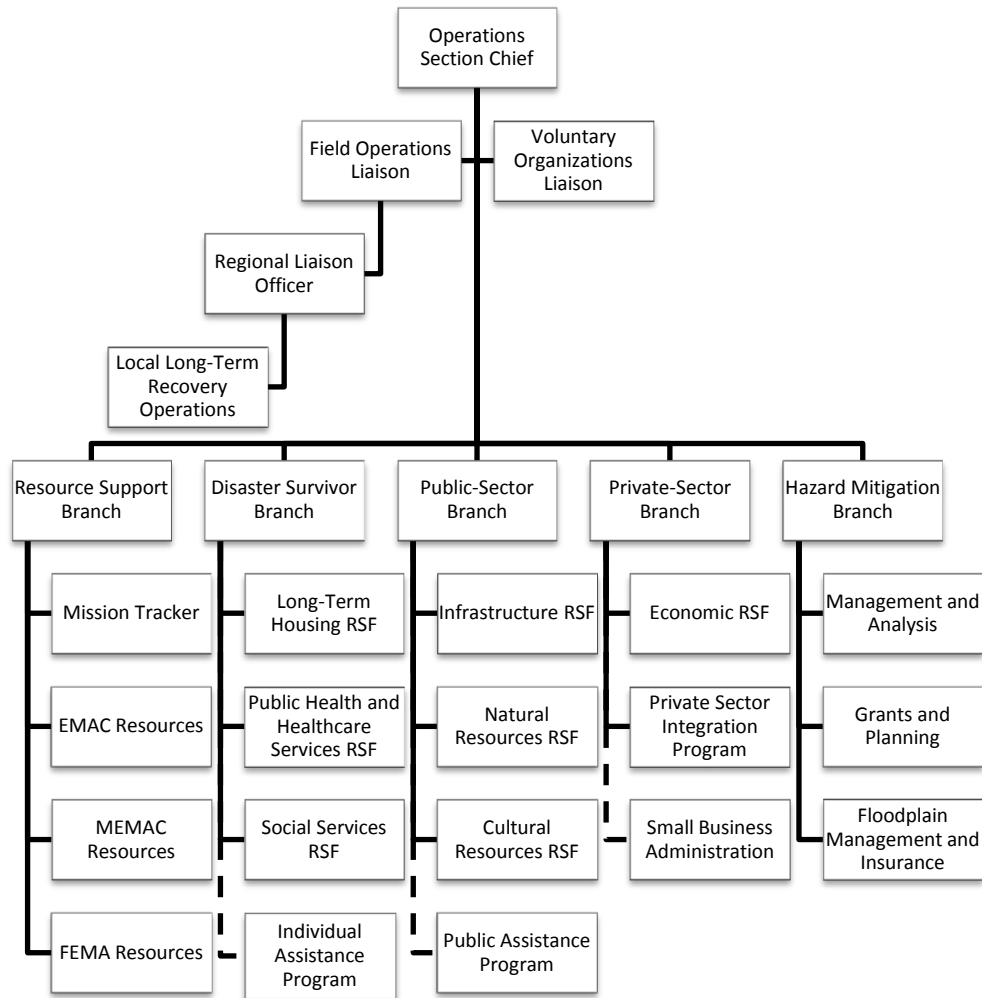 Operations
Section Chief
Field Operations
Liaison
Voluntary
Organizations
Liaison
Regional Liaison
Officer
Local Long-Term
Recovery
Operations
Resource Support
Branch
Disaster Survivor
Branch
Public-Sector
Branch
Private-Sector
Branch
Hazard Mitigation
Branch
Mission Tracker
Long-Term
Housing RSF
Infrastructure RSF
Economic RSF
Management and
Analysis
EMAC Resources
Public Health and
Healthcare
Services RSF
Natural
Resources RSF
Private Sector
Integration
Program
Grants and
Planning
MEMAC
Resources
Social Services
RSF
Cultural
Resources RSF
Small Business
Administration
Floodplain
Management and
Insurance
FEMA Resources
Individual
Assistance
Program
Public Assistance
Program